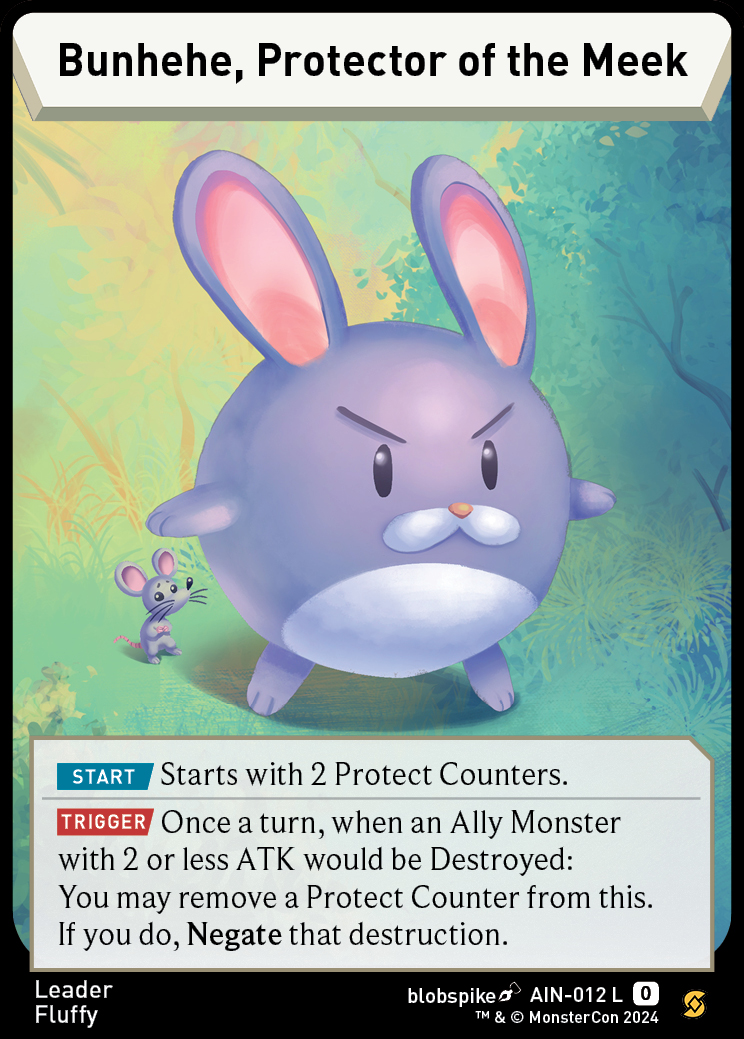 Bunhehe, Protector of the Meek
START Starts with 2 Protect Counters.
TRIGGER Once a turn, when an Ally Monster
with 2 or less ATK would be Destroyed:
You may remove a Protect Counter from this.
If you do, Negate that destruction.
Leader
Fluffy
blobspike AIN-012 L 0
™ & © MonsterCon 2024